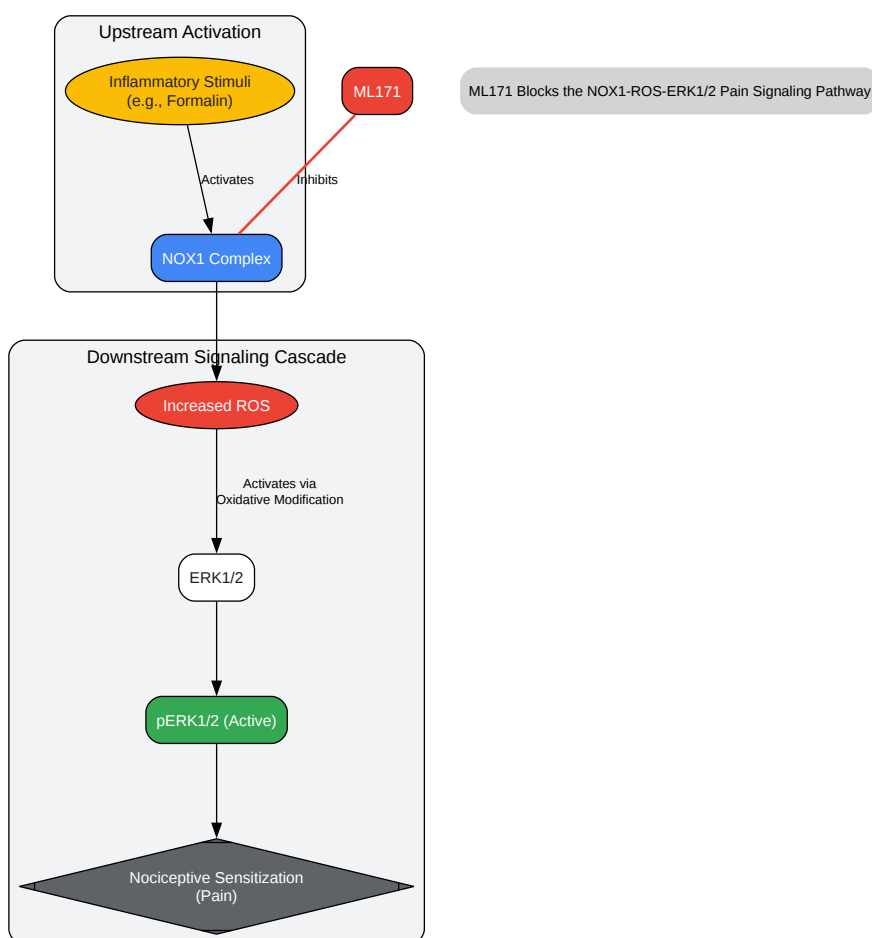 Upstream Activation
Inflammatory Stimuli
(e.g., Formalin)
ML171
ML171 Blocks the NOX1-ROS-ERK1/2 Pain Signaling Pathway
Activates
Inhibits
NOX1 Complex
Downstream Signaling Cascade
Increased ROS
Activates via
Oxidative Modification
ERK1/2
pERK1/2 (Active)
Nociceptive Sensitization
(Pain)